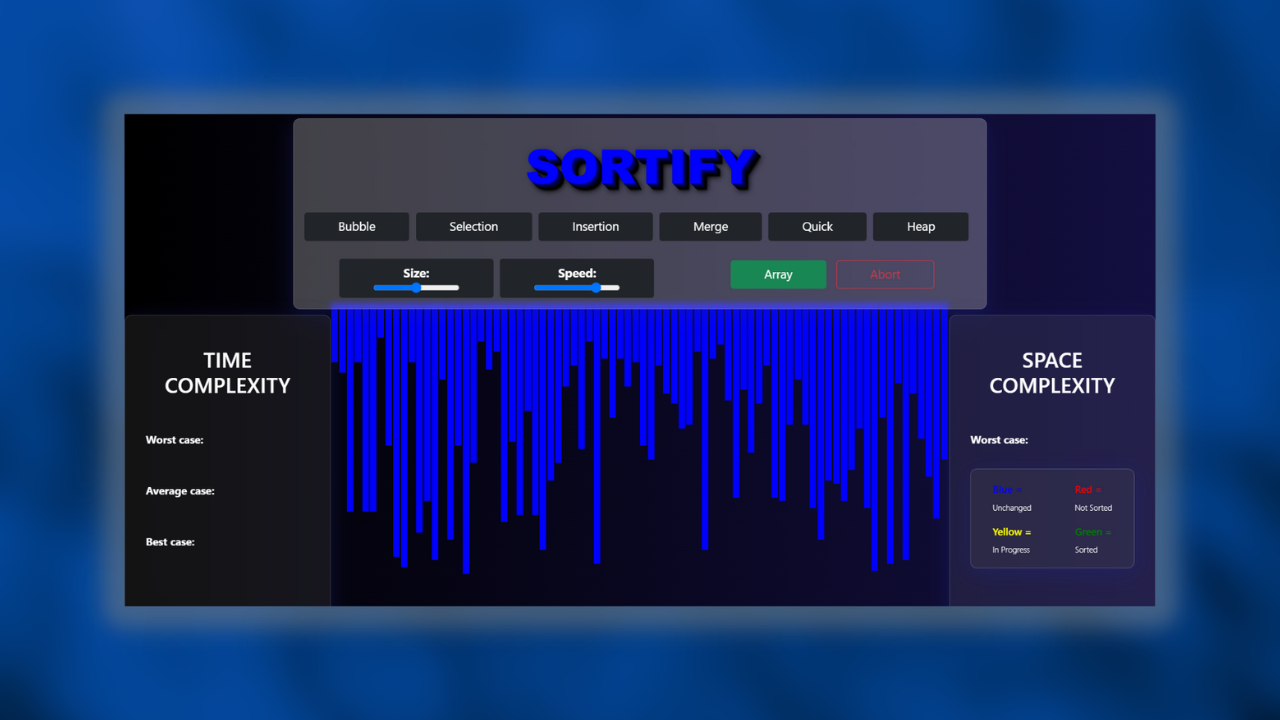 SORTIFY
Bubble Selection Insertion Merge Quick Heap
Size: Speed: Array Abort
TIME
COMPLEXITY
Worst case:
Average case:
Best case:
SPACE
COMPLEXITY
Worst case:
Blue = Red =
Unchanged Not Sorted
Yellow = Green =
In Progress Sorted